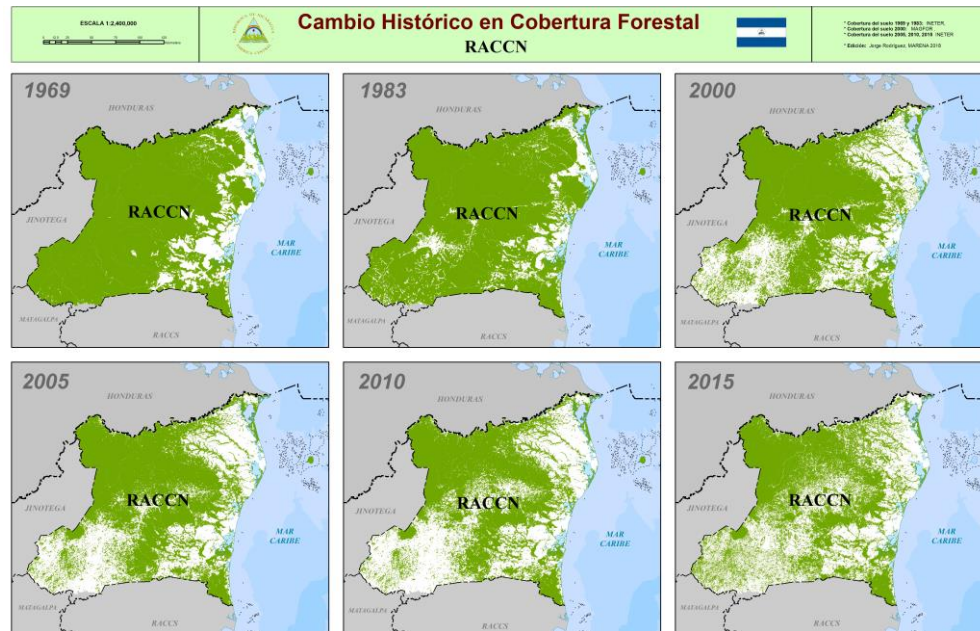 ESCALA 1:2,400,000
Cambio Histórico en Cobertura Forestal
RACCN
* Cobertura del suelo 1969 y 1983: INETER,
* Cobertura del suelo 2000: MAGFOR
* Cobertura del suelo 2005, 2010, 2015 INETER
* Edición: Jorge Rodríguez, MARENA 2018
1969
HONDURAS
JINOTEGA
RACCN
MAR
CARIBE
MATAGALPA
RACCS
1983
HONDURAS
JINOTEGA
RACCN
MAR
CARIBE
MATAGALPA
RACCS
2000
HONDURAS
JINOTEGA
RACCN
MAR
CARIBE
MATAGALPA
RACCS
2005
HONDURAS
JINOTEGA
RACCN
MAR
CARIBE
MATAGALPA
RACCS
2010
HONDURAS
JINOTEGA
RACCN
MAR
CARIBE
MATAGALPA
RACCS
2015
HONDURAS
JINOTEGA
RACCN
MAR
CARIBE
MATAGALPA
RACCS